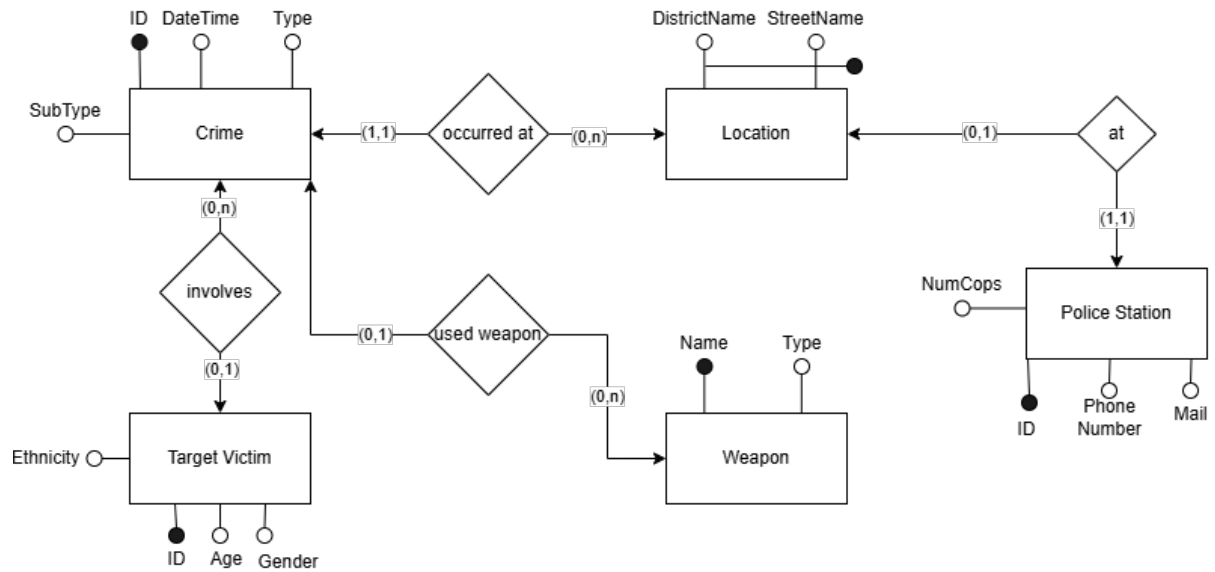 ID
DateTime
Type
DistrictName
StreetName
SubType
Crime
(1,1)
occurred at
(0,n)
Location
(0,1)
at
(0,n)
(1,1)
involves
NumCops
Police Station
(0,1)
used weapon
Name
Type
(0,1)
(0,n)
ID
Phone
Number
Mail
Ethnicity
Target Victim
Weapon
ID
Age
Gender